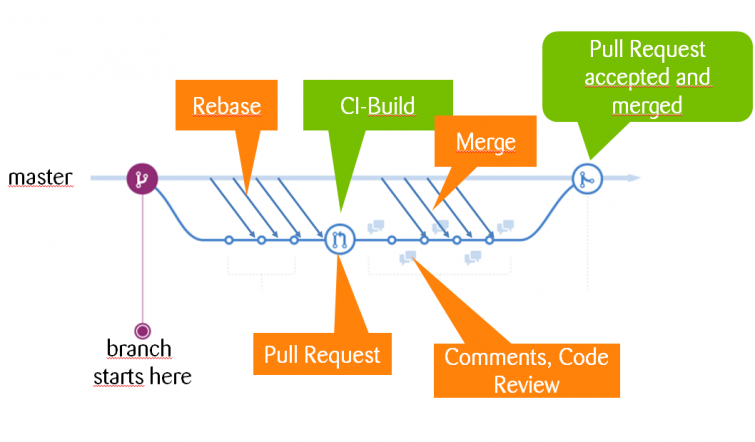 Pull Request
accepted and
merged
Rebase
CI-Build
Merge
master
branch
starts here
Pull Request
Comments, Code
Review